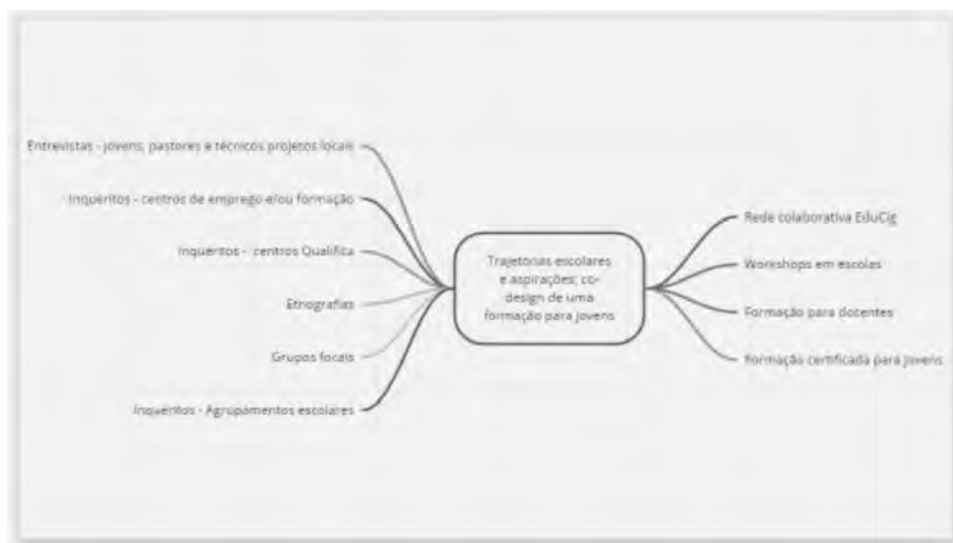 Entrevistas - jovens, pastores e técnicos projetos locais
Inquéritos - centros de emprego e/ou formação
Inquéritos - centros Qualifica
Etnografias
Grupos focais
Inquéritos - Agrupamentos escolares
Trajetórias escolares
e aspirações; co-
design de uma
formação para jovens
Rede colaborativa EduCig
Workshops em escolas
Formação para docentes
Formação certificada para jovens